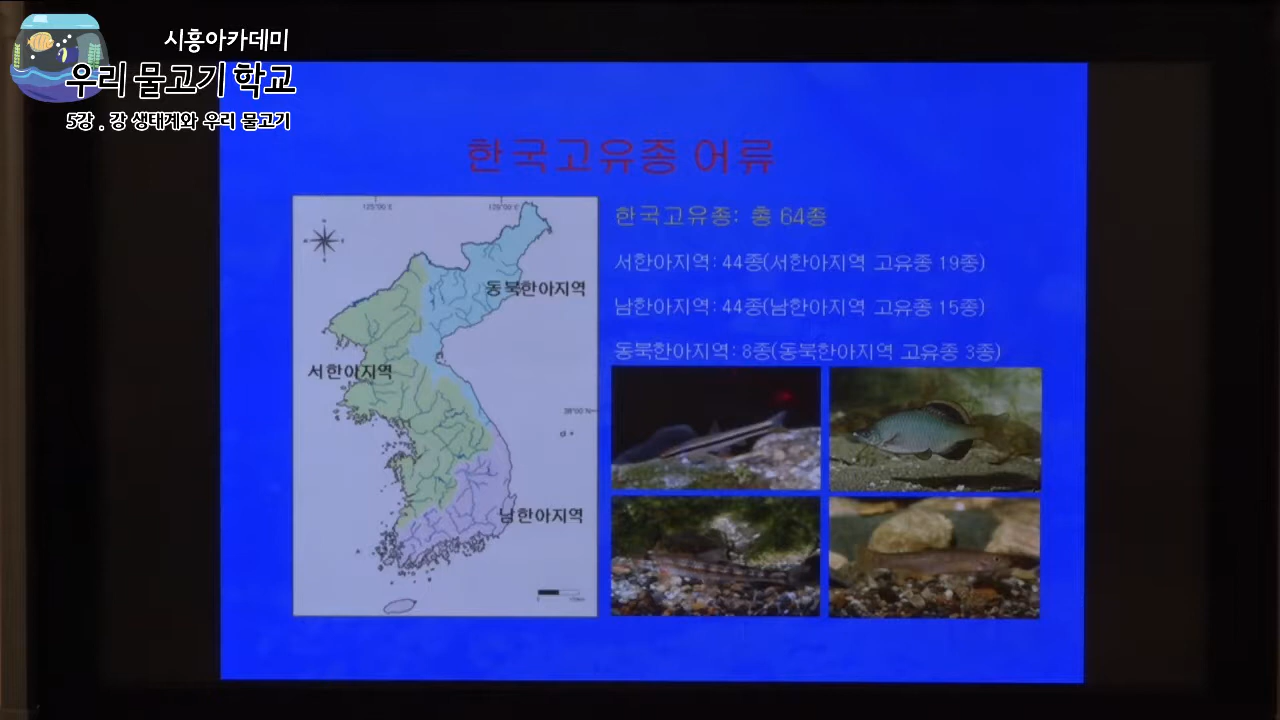 시흥아카데미
우리 물고기 학교
5강 . 강 생태계와 우리 물고기
한국고유종 어류
한국고유종: 총 64종
서한아지역: 44종(서한아지역 고유종 19종)
남한아지역: 44종(남한아지역 고유종 15종)
동북한아지역: 8종(동북한아지역 고유종 3종)
동북한아지역
서한아지역
남한아지역